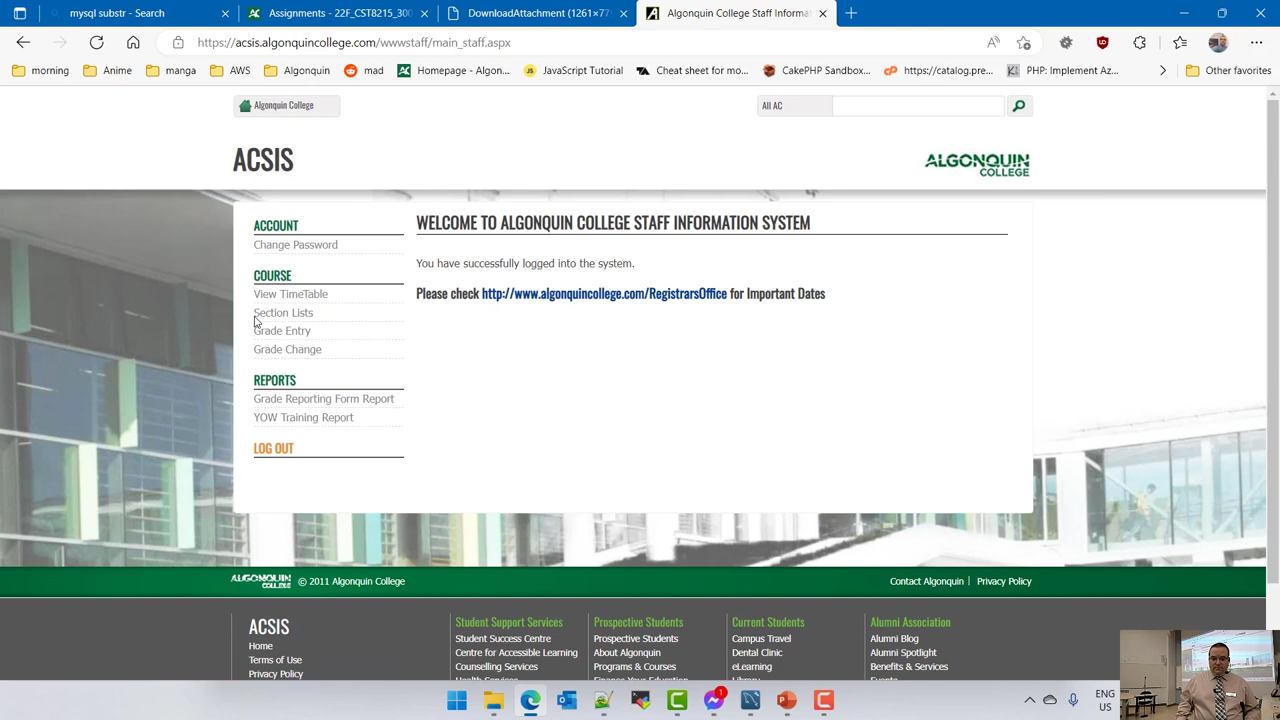 mysql substr - Search
Assignments - 22F_CST8215_300
DownloadAttachment (1261×77
Algonquin College Staff Informa
https://acsis.algonquincollege.com/wwwstaff/main_staff.aspx
morning
Anime
manga
AWS
Algonquin
mad
Homepage - Algon...
JavaScript Tutorial
Cheat sheet for mo...
CakePHP Sandbox...
https://catalog.pre...
PHP: Implement Az...
Other favorites
Algonquin College
All AC
ACSIS
ALGONQUIN
COLLEGE
ACCOUNT
Change Password
COURSE
View TimeTable
Section Lists
Grade Entry
Grade Change
REPORTS
Grade Reporting Form Report
YOW Training Report
LOG OUT
WELCOME TO ALGONQUIN COLLEGE STAFF INFORMATION SYSTEM
You have successfully logged into the system.
Please check http://www.algonquincollege.com/RegistrarsOffice for Important Dates
ALGONQUIN
COLLEGE
© 2011 Algonquin College
Contact Algonquin | Privacy Policy
ACSIS
Home
Terms of Use
Privacy Policy
Student Support Services
Student Success Centre
Centre for Accessible Learning
Counselling Services
Prospective Students
Prospective Students
About Algonquin
Programs & Courses
Current Students
Campus Travel
Dental Clinic
eLearning
Alumni Association
Alumni Blog
Alumni Spotlight
Benefits & Services
1
ENG
US